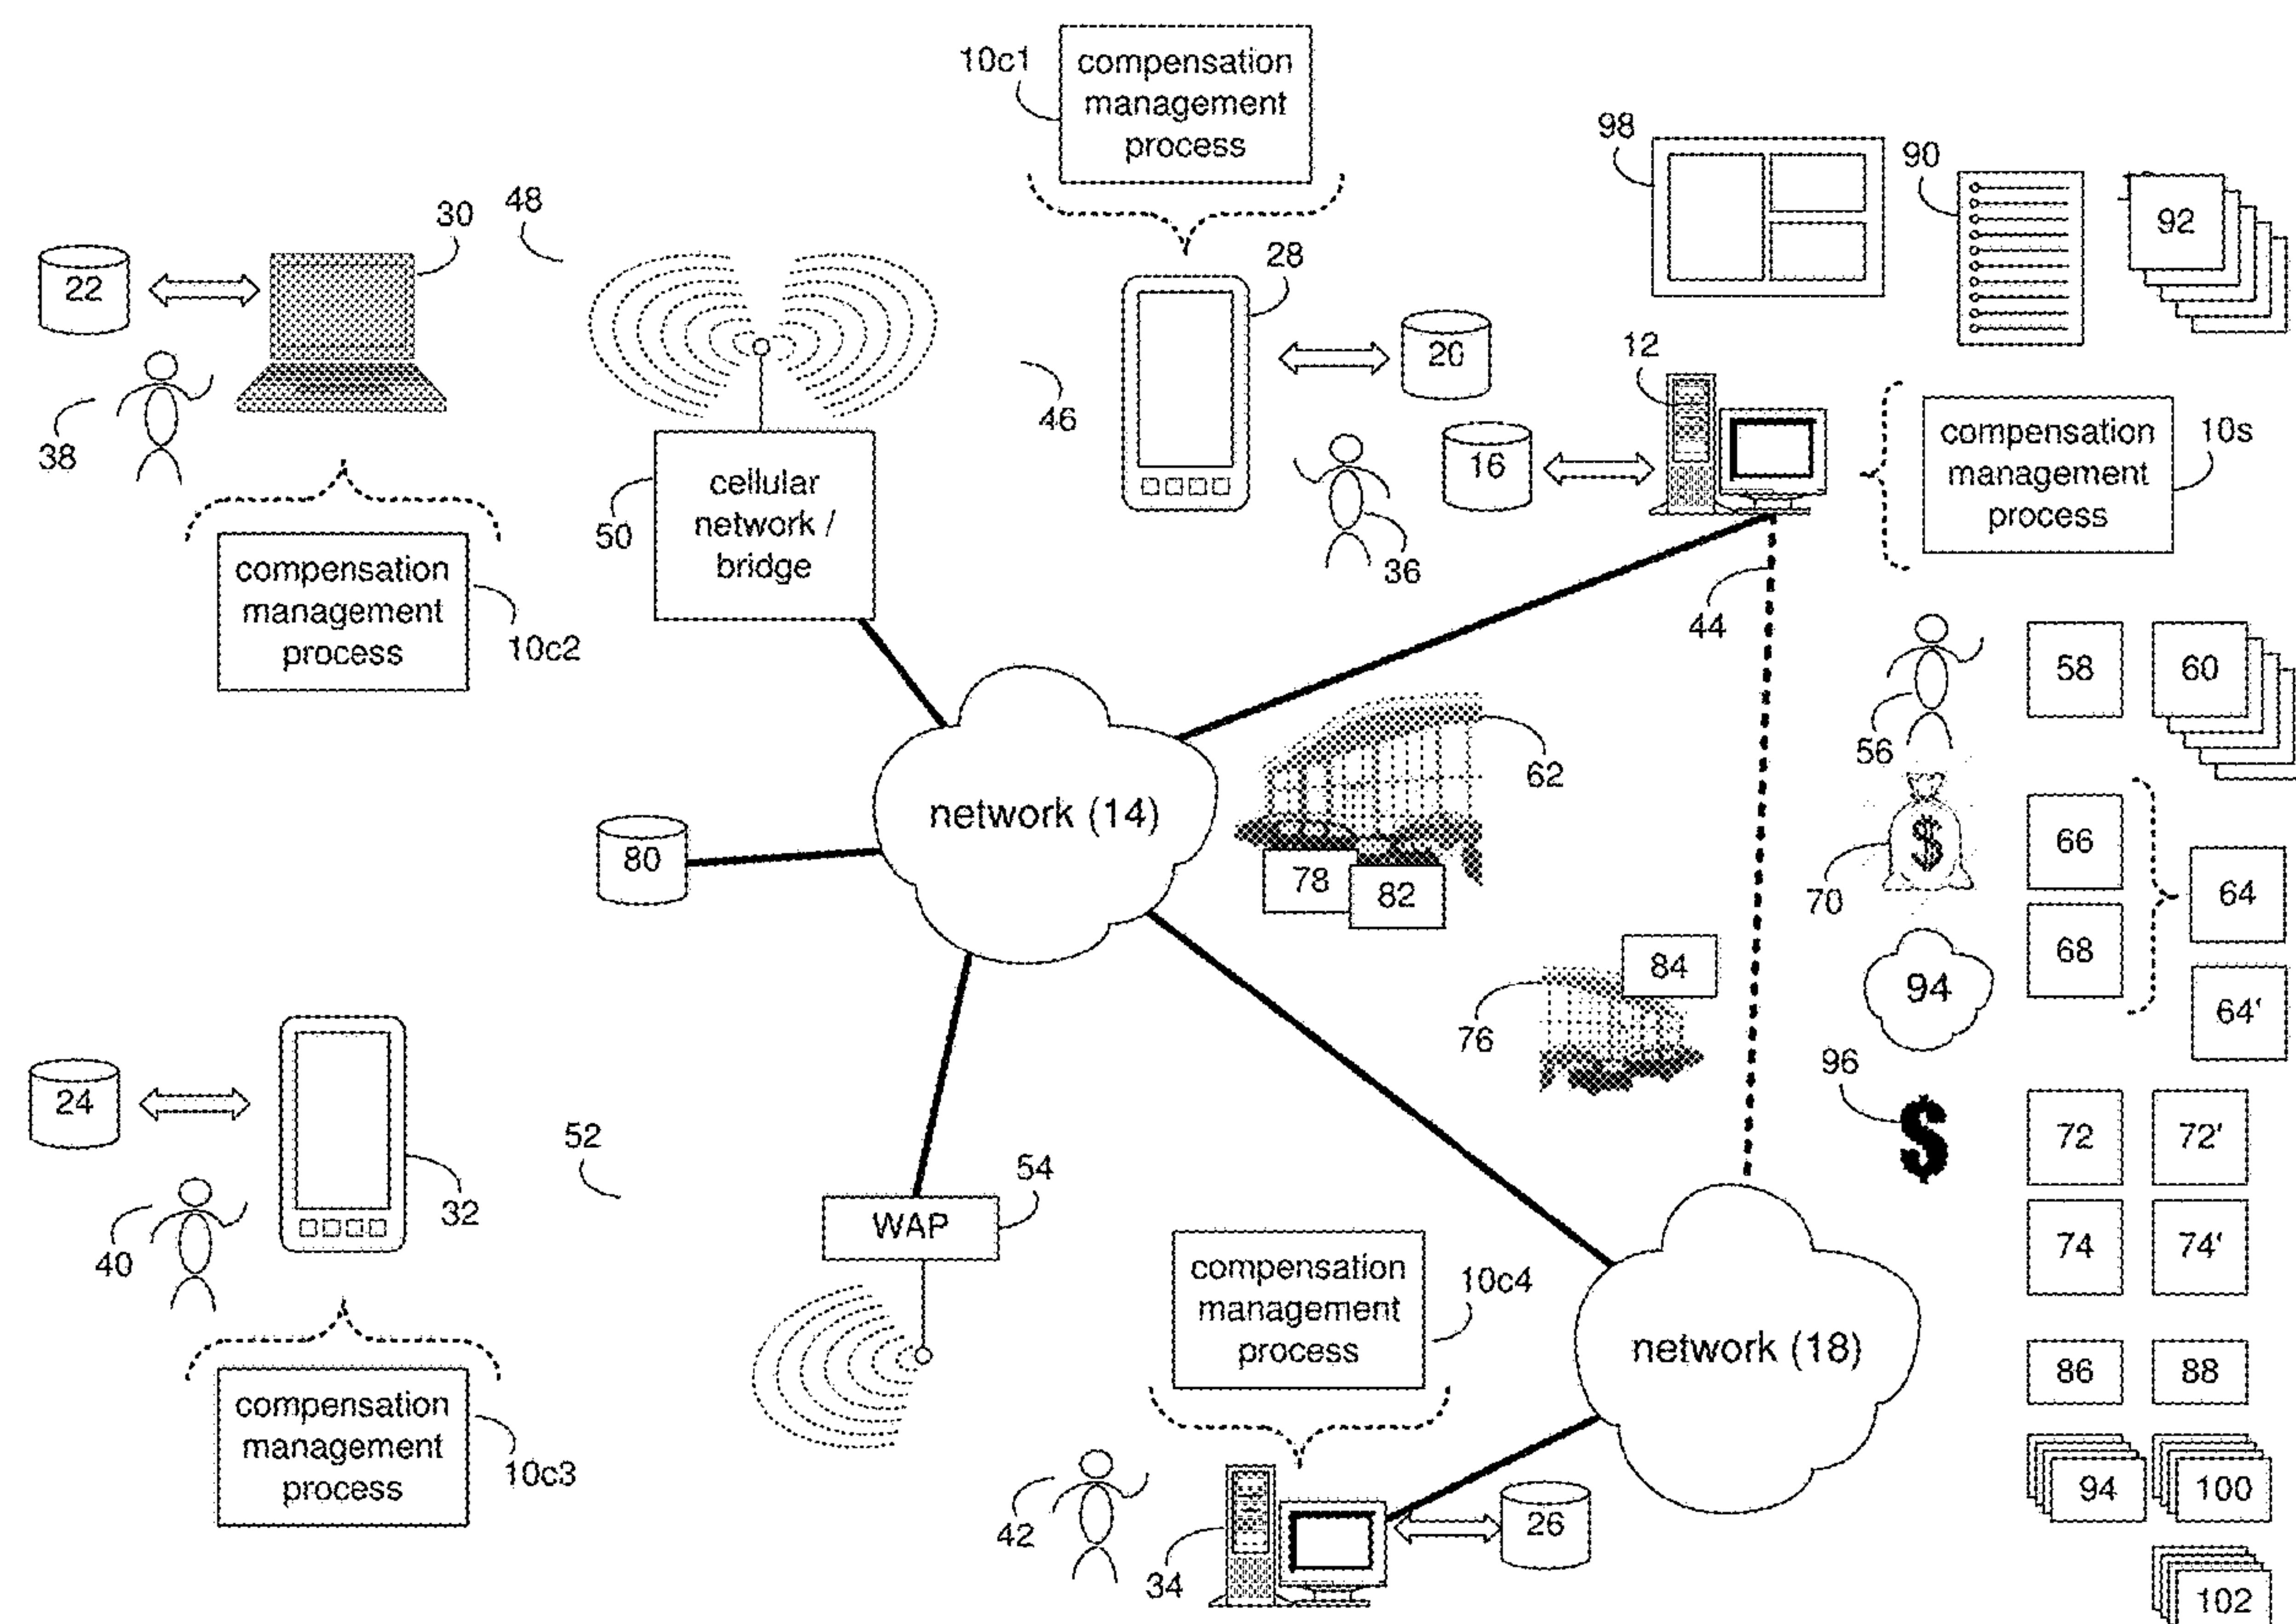 10c1
compensation
management
process
98
90
92
48
30
22
28
20
12
46
16
38
36
compensation
management
process
10s
cellular
network /
bridge
50
44
compensation
management
process
10c2
56
58
60
62
network (14)
80
78
82
70
66
68
64
64'
94
84
76
96
72
72'
24
52
54
32
WAP
40
74
74'
compensation
management
process
10c4
network (18)
86
88
compensation
management
process
10c3
42
34
26
94
100
102